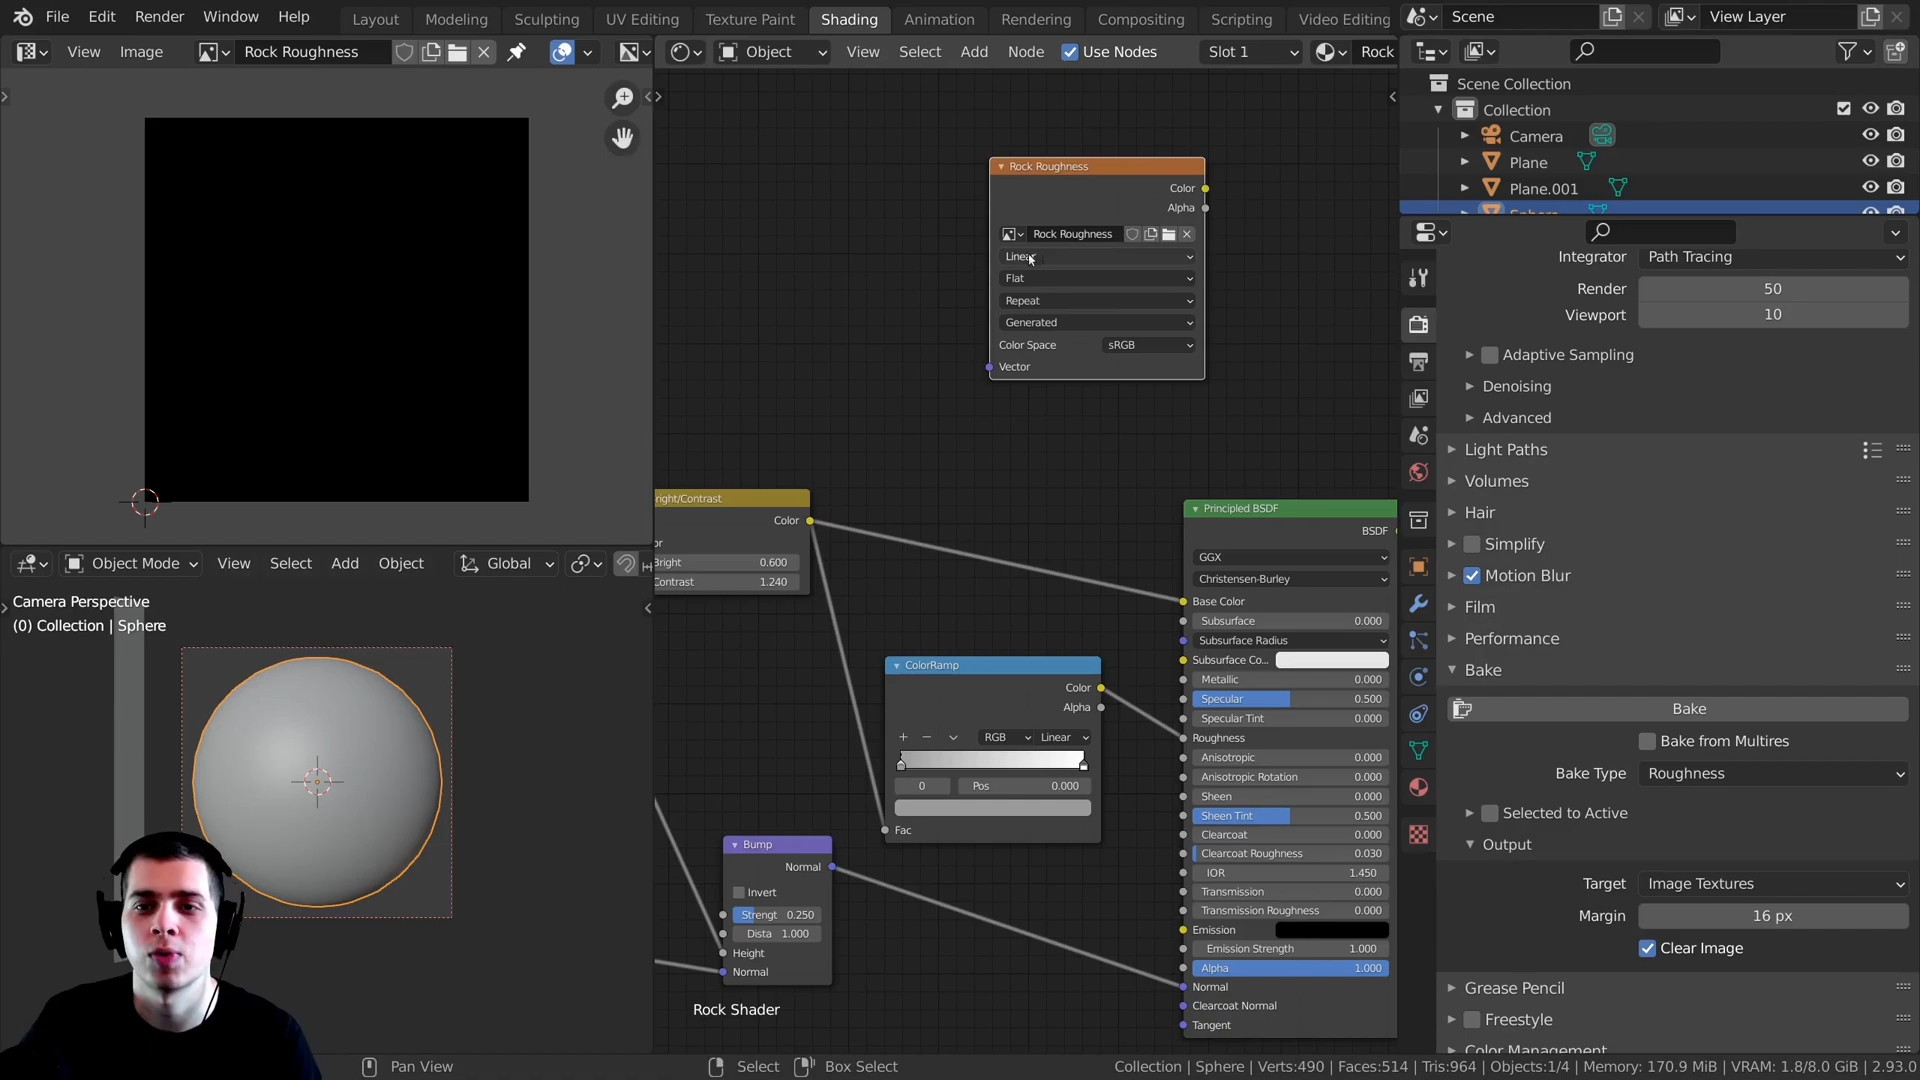 File Edit Render Window Help Layout Modeling Sculpting UV Editing Texture Paint Shading Animation Rendering Compositing Scripting Video Editing Scene View Layer
View Image Rock Roughness Object View Select Add Node Use Nodes Slot 1 Rock
Scene Collection
Collection
Camera
Plane
Plane.001
Rock Roughness
Color
Alpha
Rock Roughness
Linear
Flat
Repeat
Generated
Color Space sRGB
Vector
right/Contrast
Color
or
Bright 0.600
Contrast 1.240
ColorRamp
Color
Alpha
RGB Linear
0 Pos 0.000
Fac
Bump
Normal
Invert
Strengt 0.250
Dista 1.000
Height
Normal
Rock Shader
Principled BSDF
BSDF
GGX
Christensen-Burley
Base Color
Subsurface 0.000
Subsurface Radius
Subsurface Co...
Metallic 0.000
Specular 0.500
Specular Tint 0.000
Roughness
Anisotropic 0.000
Anisotropic Rotation 0.000
Sheen 0.000
Sheen Tint 0.500
Clearcoat 0.000
Clearcoat Roughness 0.030
IOR 1.450
Transmission 0.000
Transmission Roughness 0.000
Emission
Emission Strength 1.000
Alpha 1.000
Normal
Clearcoat Normal
Tangent
Object Mode View Select Add Object Global
Camera Perspective
(0) Collection | Sphere
Integrator Path Tracing
Render 50
Viewport 10
Adaptive Sampling
Denoising
Advanced
Light Paths
Volumes
Hair
Simplify
Motion Blur
Film
Performance
Bake
Bake
Bake from Multires
Bake Type Roughness
Selected to Active
Output
Target Image Textures
Margin 16 px
Clear Image
Grease Pencil
Freestyle
Color Management
Pan View Select Box Select Collection | Sphere | Verts:490 | Faces:514 | Tris:964 | Objects:1/4 | Memory: 170.9 MiB | VRAM: 1.8/8.0 GiB | 2.93.0